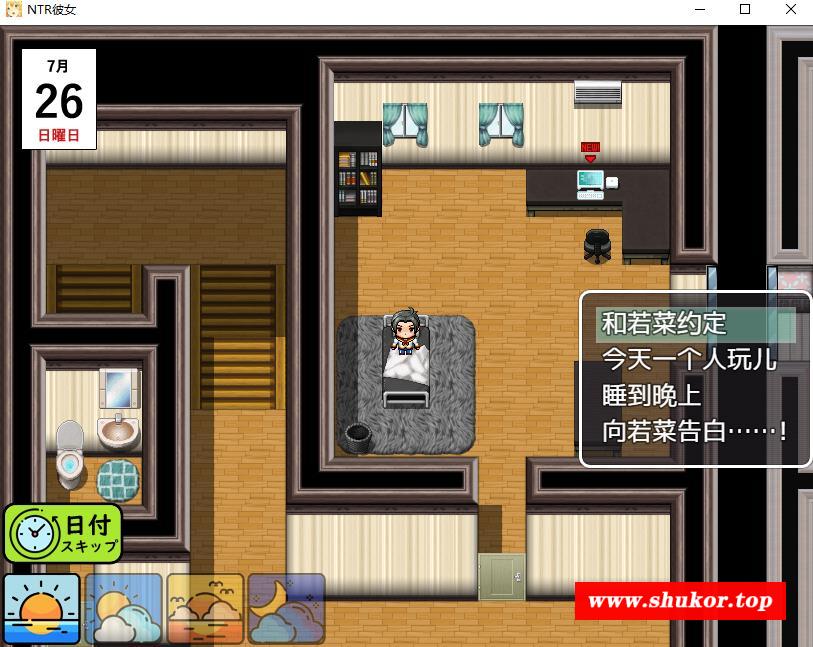 NTR彼女
7月
26
日曜日
NEW!
和若菜约定
今天一个人玩儿
睡到晚上
向若菜告白……！
日付
スキップ
www.shukor.top